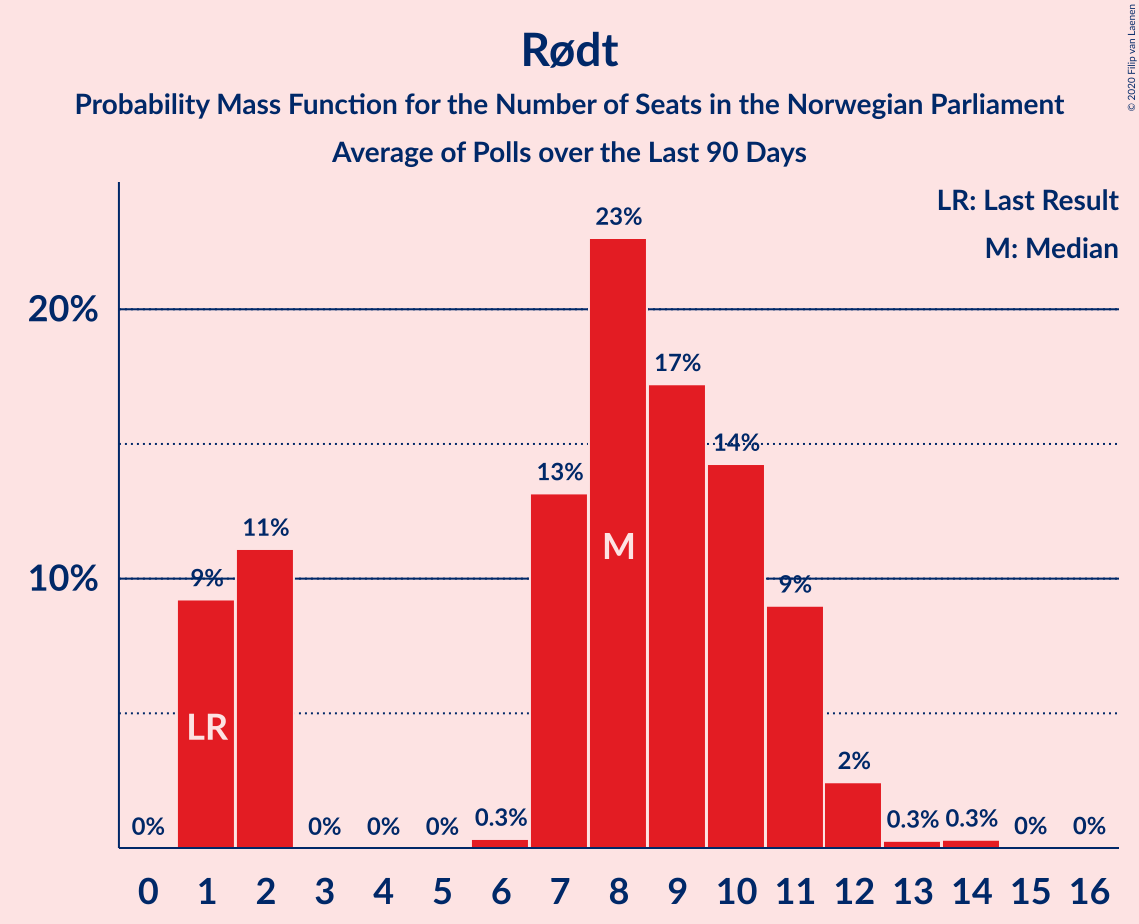 Rødt
Probability Mass Function for the Number of Seats in the Norwegian Parliament
Average of Polls over the Last 90 Days
© 2020 Filip van Laenen
LR: Last Result
M: Median
23%
20%
17%
14%
13%
11%
M
10%
9%
9%
LR
2%
0%
0%
0%
0%
0.3%
0.3%
0.3%
0%
0%
0 1 2 3 4 5 6 7 8 9 10 11 12 13 14 15 16